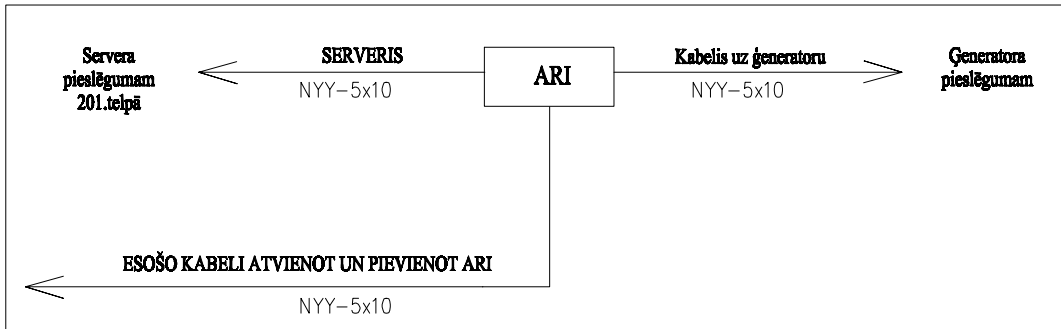 Servera
pieslēgumam
201.telpā
SERVERIS
NYY-5x10
ARI
Kabelis uz ģeneratoru
NYY-5x10
Ģeneratora
pieslēgumam
ESOŠO KABELI ATVIENOT UN PIEVIENOT ARI
NYY-5x10